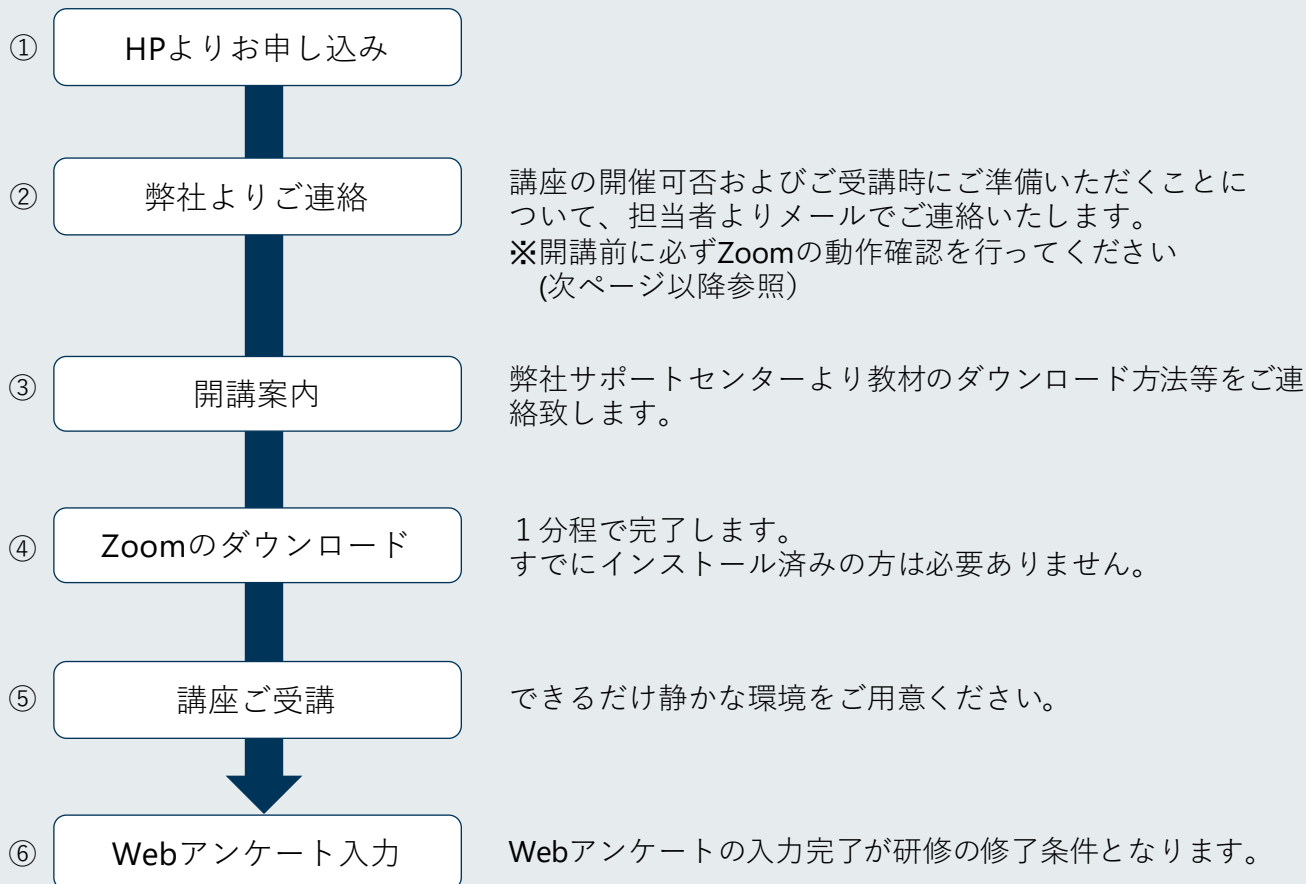 ① HPよりお申し込み
② 弊社よりご連絡
講座の開催可否およびご受講時にご準備いただくことに
ついて、担当者よりメールでご連絡いたします。
※開講前に必ずZoomの動作確認を行ってください
(次ページ以降参照）
③ 開講案内
弊社サポートセンターより教材のダウンロード方法等をご連
絡致します。
④ Zoomのダウンロード
１分程で完了します。
すでにインストール済みの方は必要ありません。
⑤ 講座ご受講
できるだけ静かな環境をご用意ください。
⑥ Webアンケート入力
Webアンケートの入力完了が研修の修了条件となります。